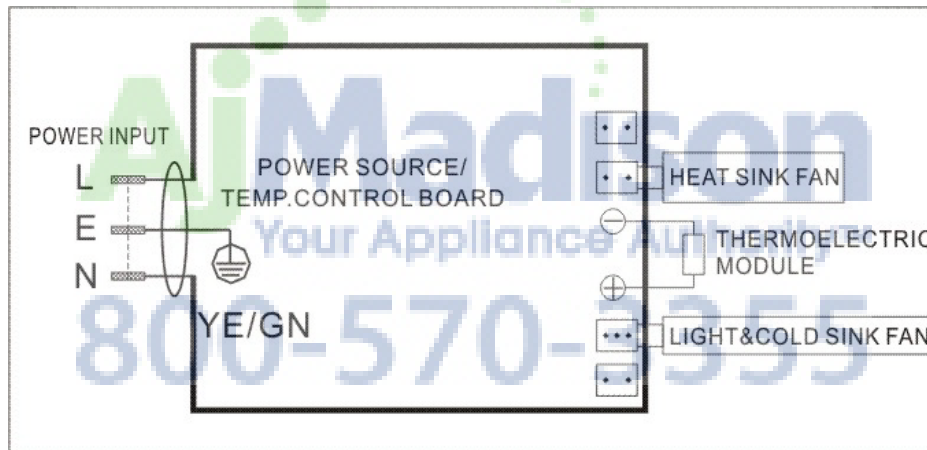 AjMadison
Your Appliance Authority™
800-570-3355
POWER INPUT
L
E
N
POWER SOURCE/
TEMP.CONTROL BOARD
YE/GN
HEAT SINK FAN
THERMOELECTRIC
MODULE
LIGHT&COLD SINK FAN